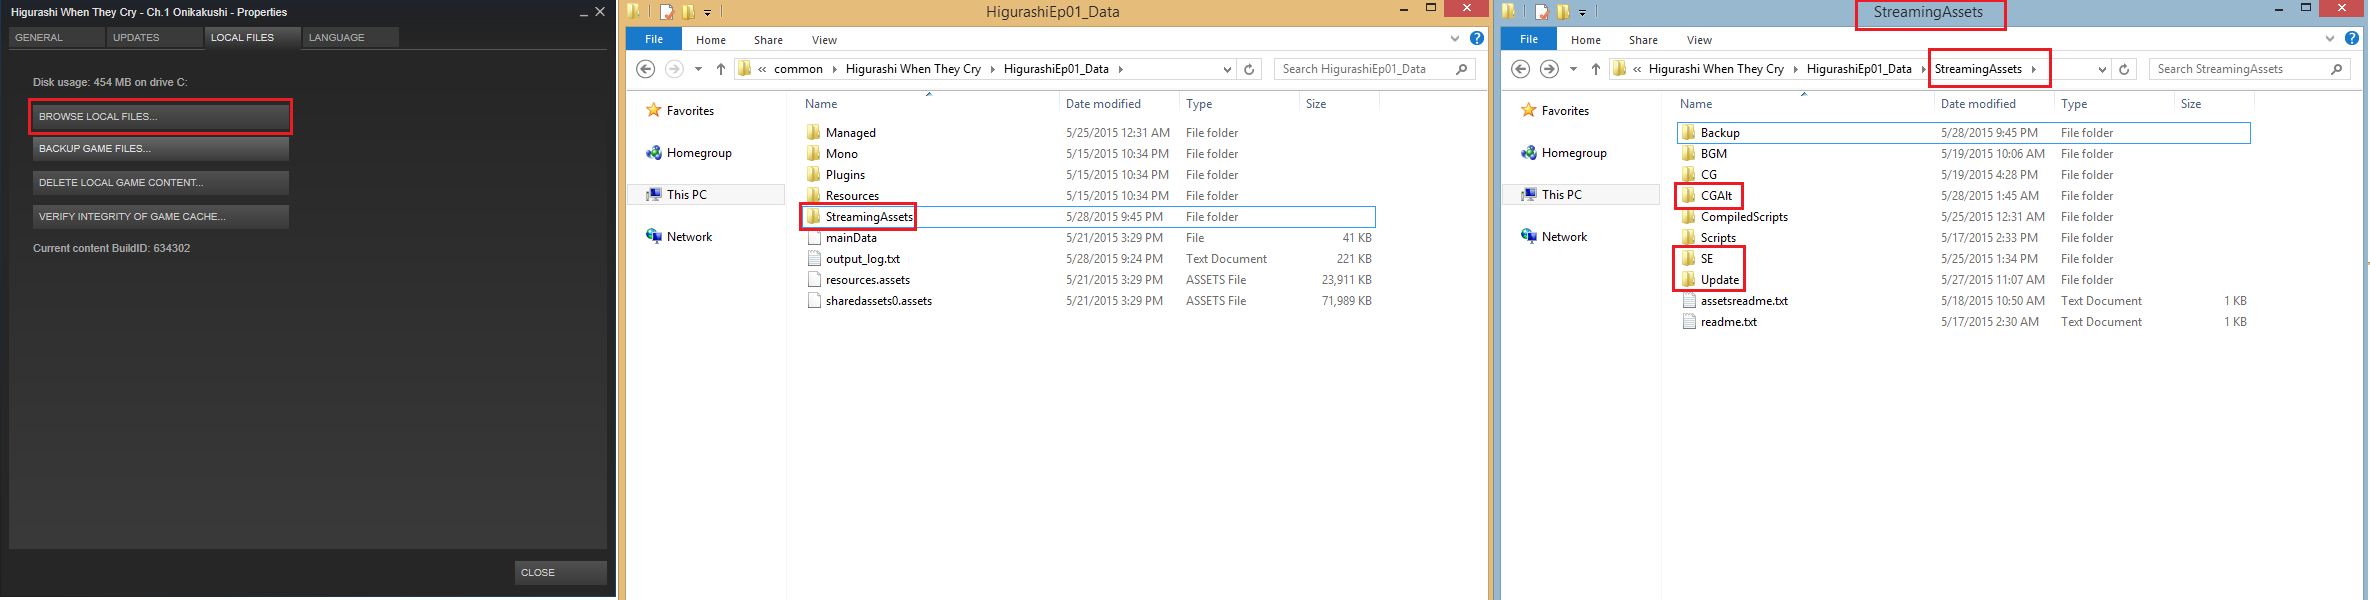 Higurashi When They Cry - Ch.1 Onikakushi - Properties
GENERAL
UPDATES
LOCAL FILES
LANGUAGE
Disk usage: 454 MB on drive C:
BROWSE LOCAL FILES...
BACKUP GAME FILES...
DELETE LOCAL GAME CONTENT...
VERIFY INTEGRITY OF GAME CACHE...
Current content BuildID: 634302
CLOSE
HigurashiEp01_Data
File Home Share View
« common Higurashi When They Cry HigurashiEp01_Data
Search HigurashiEp01_Data
Favorites
Homegroup
This PC
Network
Name Date modified Type Size
Managed 5/25/2015 12:31 AM File folder
Mono 5/15/2015 10:34 PM File folder
Plugins 5/15/2015 10:34 PM File folder
Resources 5/15/2015 10:34 PM File folder
StreamingAssets 5/28/2015 9:45 PM File folder
mainData 5/21/2015 3:29 PM File 41 KB
output_log.txt 5/28/2015 9:24 PM Text Document 221 KB
resources.assets 5/21/2015 3:29 PM ASSETS File 23,911 KB
sharedassets0.assets 5/21/2015 3:29 PM ASSETS File 71,989 KB
StreamingAssets
File Home Share View
« Higurashi When They Cry HigurashiEp01_Data StreamingAssets
Search StreamingAssets
Favorites
Homegroup
This PC
Network
Name Date modified Type Size
Backup 5/28/2015 9:45 PM File folder
BGM 5/19/2015 10:06 AM File folder
CG 5/19/2015 4:28 PM File folder
CGAlt 5/28/2015 1:45 AM File folder
CompiledScripts 5/25/2015 12:31 AM File folder
Scripts 5/17/2015 2:33 PM File folder
SE 5/25/2015 1:34 PM File folder
Update 5/27/2015 11:07 AM File folder
assetsreadme.txt 5/18/2015 10:50 AM Text Document 1 KB
readme.txt 5/17/2015 2:30 AM Text Document 1 KB